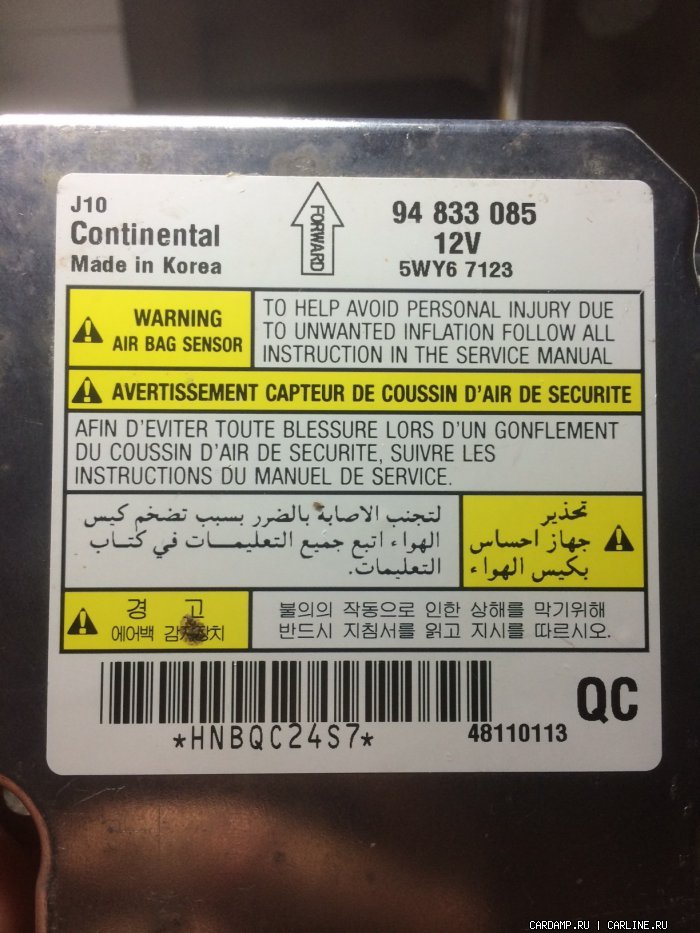 J10
Continental
Made in Korea
FORWARD
94 833 085
12V
5WY6 7123
WARNING
AIR BAG SENSOR
TO HELP AVOID PERSONAL INJURY DUE
TO UNWANTED INFLATION FOLLOW ALL
INSTRUCTION IN THE SERVICE MANUAL
AVERTISSEMENT CAPTEUR DE COUSSIN D'AIR DE SECURITE
AFIN D'EVITER TOUTE BLESSURE LORS D'UN GONFLEMENT
DU COUSSIN D'AIR DE SECURITE, SUIVRE LES
INSTRUCTIONS DU MANUEL DE SERVICE.
تحذير
جهاز احساس
بكيس الهواء
لتجنب الاصابة بالضرر بسبب تضخم كيس
الهواء اتبع جميع التعليمـــات في كتـاب
التعليمات.
경 고
에어백 감지장치
불의의 작동으로 인한 상해를 막기위해
반드시 지침서를 읽고 지시를 따르시오.
*HNBQC24S7*
48110113
QC
CARDAMP.RU | CARLINE.RU